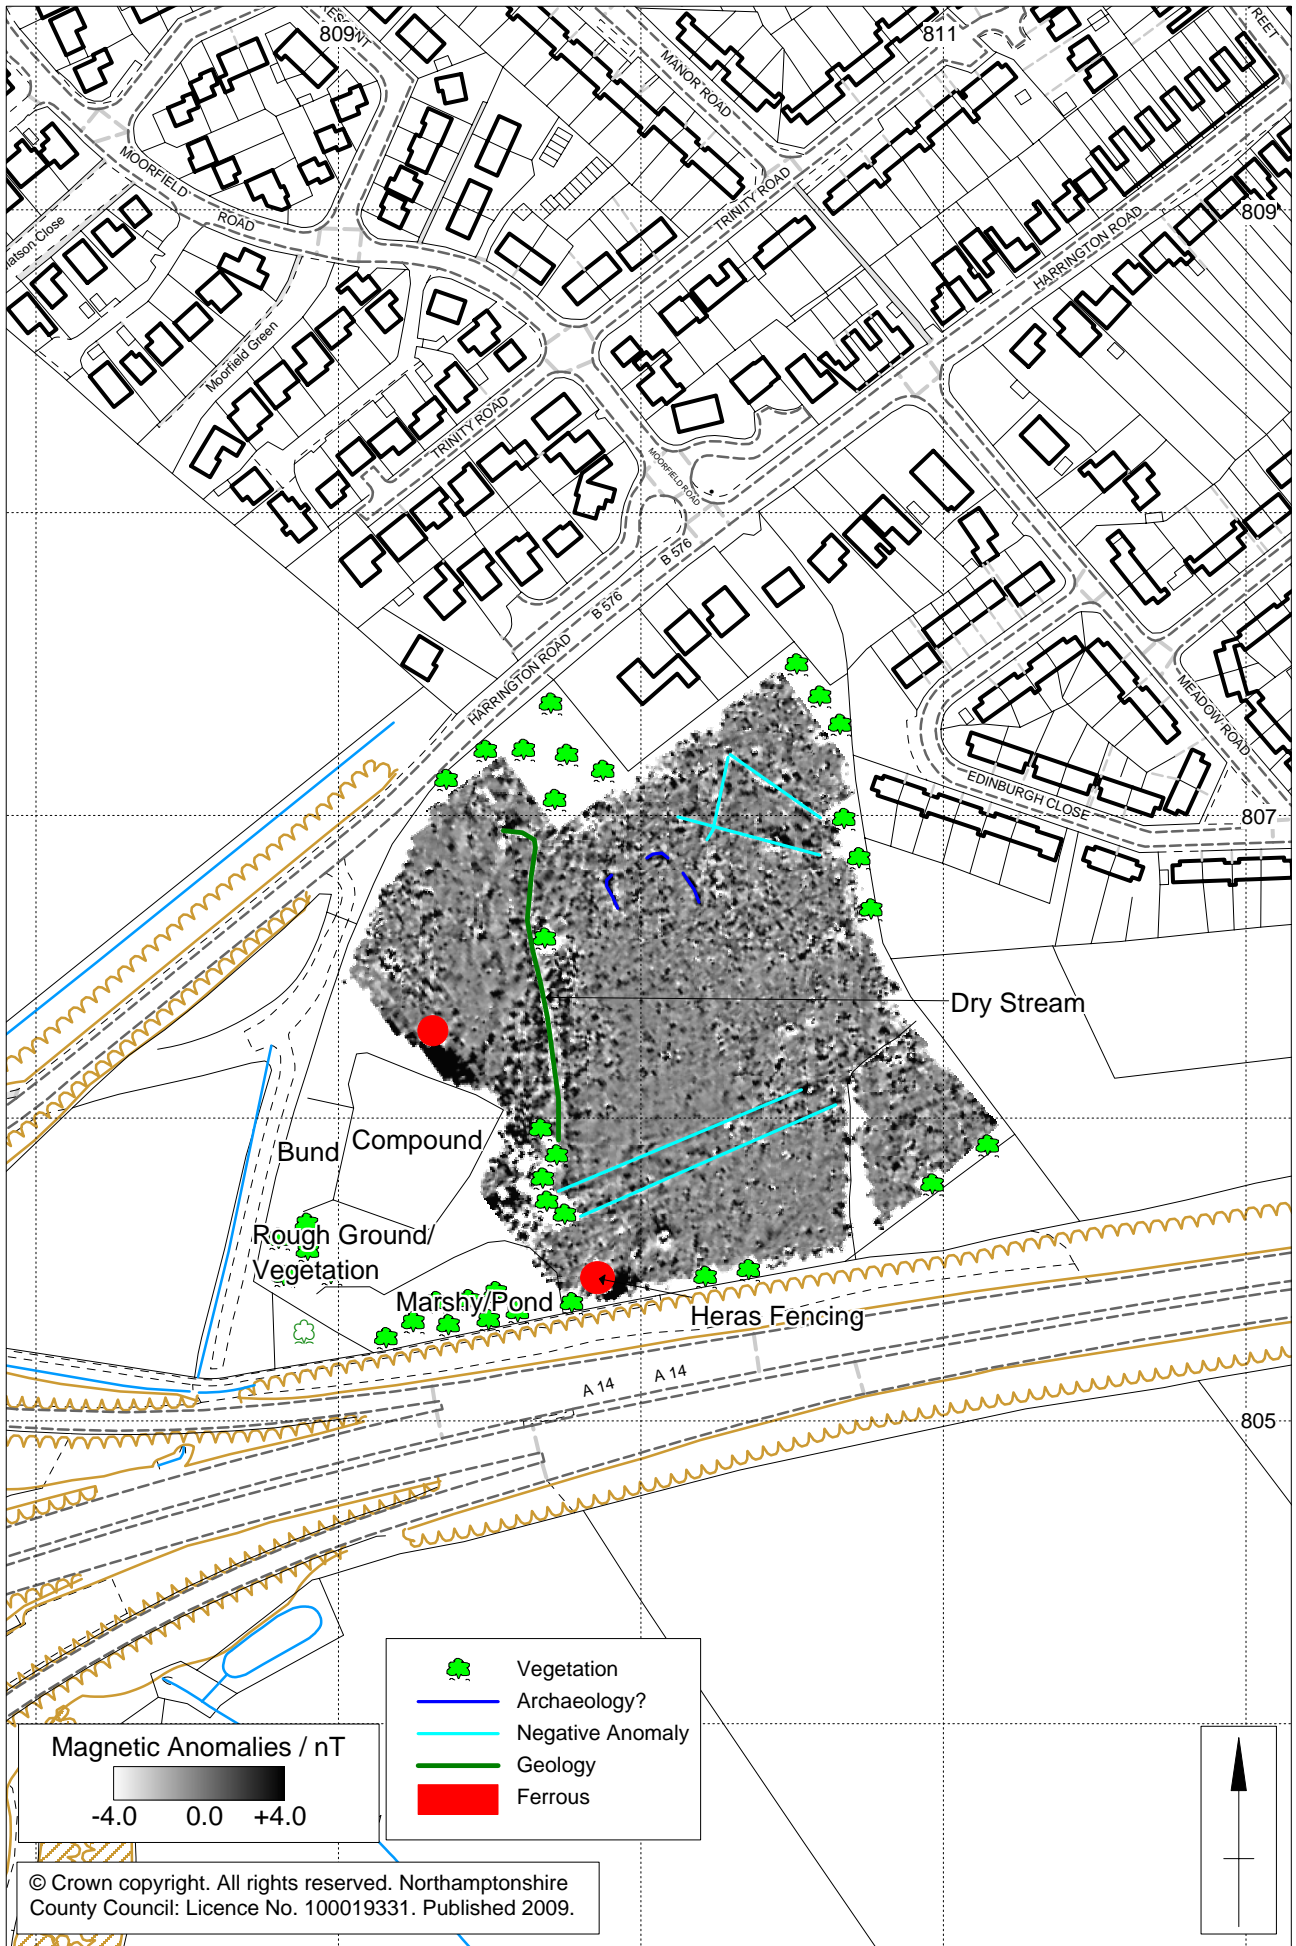 809
811
REET
MANOR ROAD
MOORFIELD
ROAD
TRINITY ROAD
809
HARRINGTON ROAD
Moorfield Green
TRINITY ROAD
MOORFIELD ROAD
B 576
B 576
HARRINGTON ROAD
MEADOW ROAD
EDINBURGH CLOSE
807
Dry Stream
Bund
Compound
Rough Ground/
Vegetation
Marshy/Pond
Heras Fencing
A 14
A 14
805
Vegetation
Archaeology?
Negative Anomaly
Geology
Ferrous
Magnetic Anomalies / nT
-4.0 0.0 +4.0
© Crown copyright. All rights reserved. Northamptonshire
County Council: Licence No. 100019331. Published 2009.